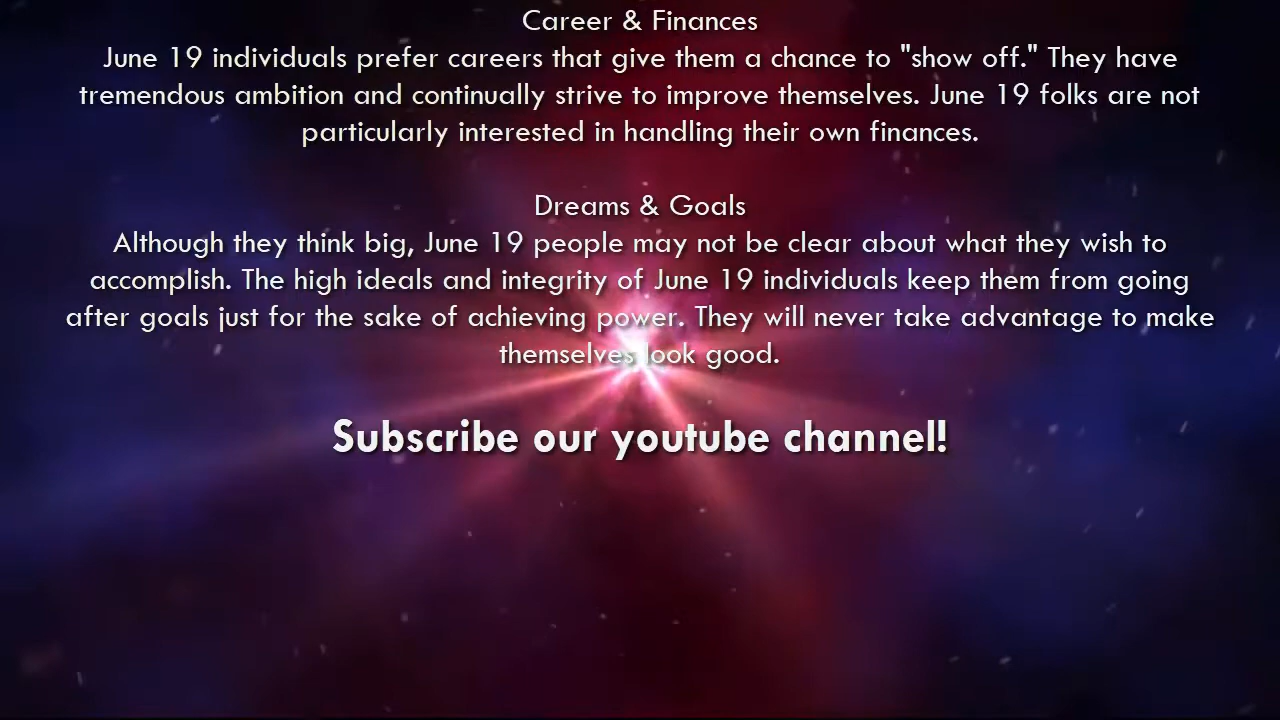 Career & Finances
June 19 individuals prefer careers that give them a chance to "show off." They have
tremendous ambition and continually strive to improve themselves. June 19 folks are not
particularly interested in handling their own finances.
Dreams & Goals
Although they think big, June 19 people may not be clear about what they wish to
accomplish. The high ideals and integrity of June 19 individuals keep them from going
after goals just for the sake of achieving power. They will never take advantage to make
themselves look good.
Subscribe our youtube channel!